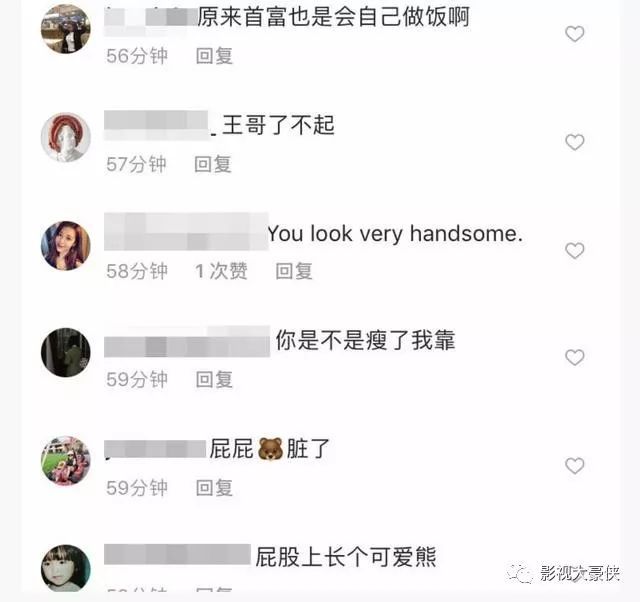 原来首富也是会自己做饭啊
56分钟 回复
王哥了不起
57分钟 回复
You look very handsome.
58分钟 1次赞 回复
你是不是瘦了我靠
59分钟 回复
屁屁🐻脏了
59分钟 回复
屁股上长个可爱熊
影视大豪侠